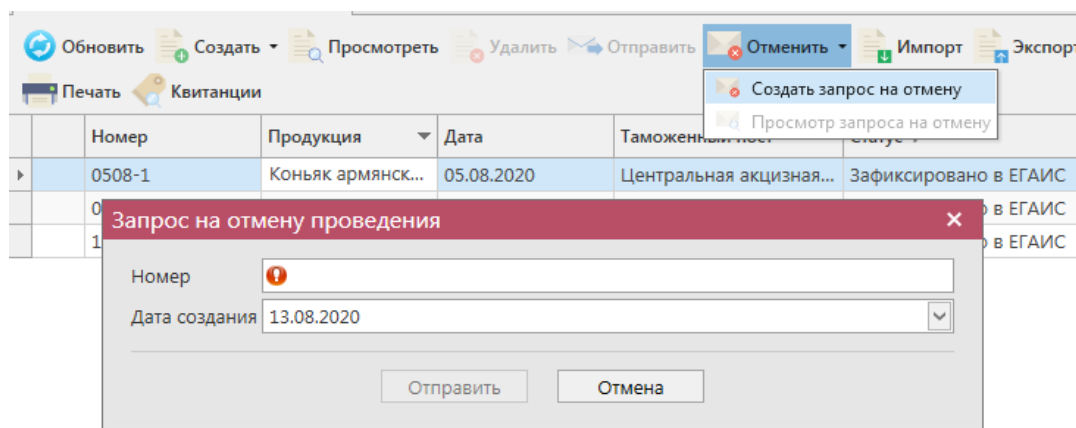 Обновить Создать Просмотреть Удалить Отправить Отменить Импорт Экспорт
Печать Квитанции
Создать запрос на отмену
Просмотр запроса на отмену
Номер Продукция Дата Таможенный пост Статус
0508-1 Коньяк армянск... 05.08.2020 Центральная акцизная... Зафиксировано в ЕГАИС
0 в ЕГАИС
1 в ЕГАИС
Запрос на отмену проведения
Номер
Дата создания 13.08.2020
Отправить Отмена